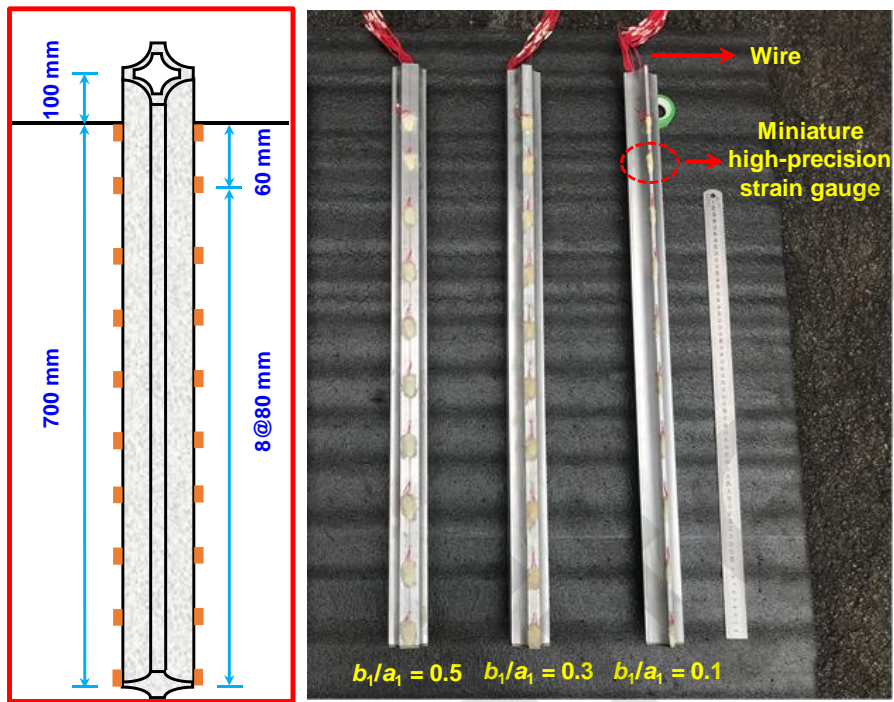 100 mm
60 mm
700 mm
8@80 mm
Wire
Miniature
high-precision
strain gauge
b₁/a₁ = 0.5
b₁/a₁ = 0.3
b₁/a₁ = 0.1